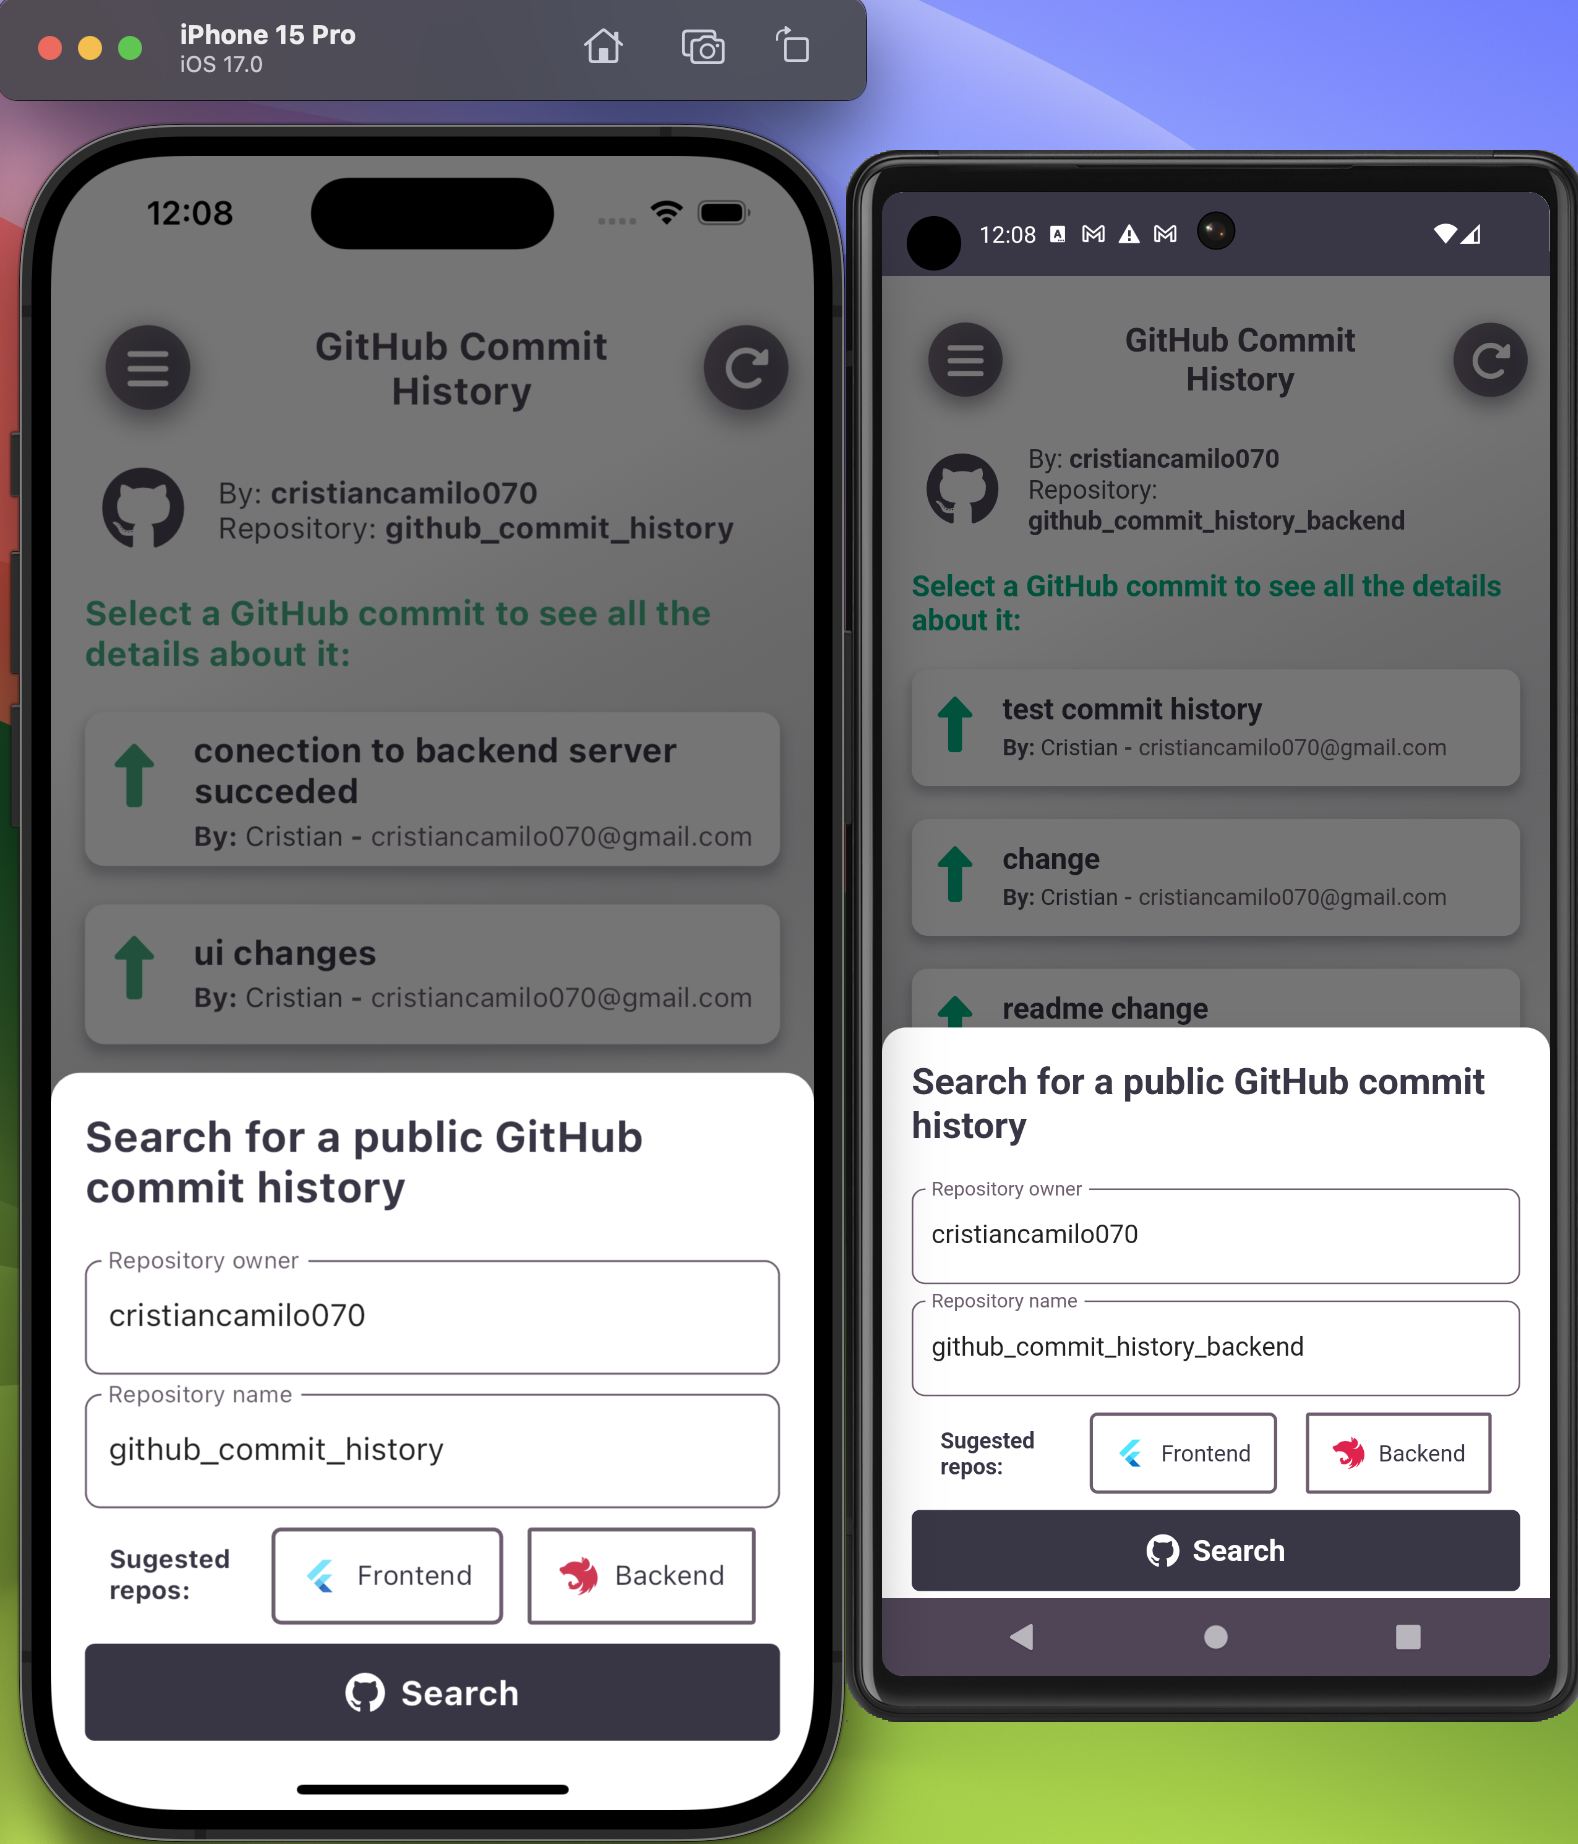 iPhone 15 Pro
iOS 17.0
12:08
GitHub Commit
History
By: cristiancamilo070
Repository: github_commit_history
Select a GitHub commit to see all the
details about it:
conection to backend server
succeded
By: Cristian - cristiancamilo070@gmail.com
ui changes
By: Cristian - cristiancamilo070@gmail.com
Search for a public GitHub
commit history
Repository owner
cristiancamilo070
Repository name
github_commit_history
Sugested
repos:
Frontend
Backend
Search
12:08
GitHub Commit
History
By: cristiancamilo070
Repository:
github_commit_history_backend
Select a GitHub commit to see all the details
about it:
test commit history
By: Cristian - cristiancamilo070@gmail.com
change
By: Cristian - cristiancamilo070@gmail.com
readme change
Search for a public GitHub commit
history
Repository owner
cristiancamilo070
Repository name
github_commit_history_backend
Sugested
repos:
Frontend
Backend
Search